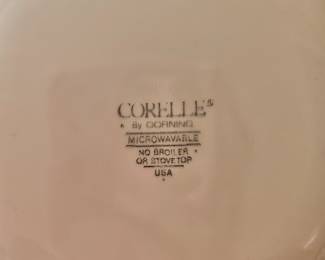 CORELLE®
By CORNING
MICROWAVABLE
NO BROILER
OR STOVETOP
USA